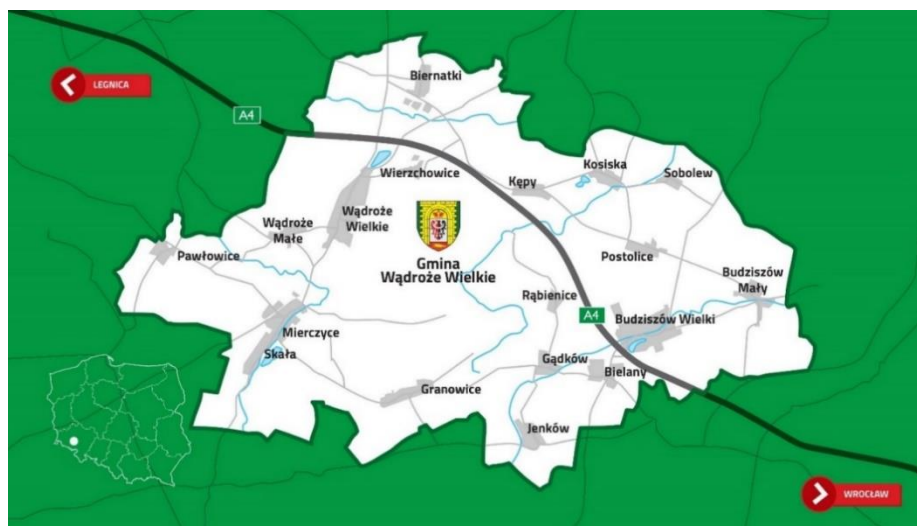 Biernatki
LEGNICA
A4
Wierzchowice
Kosiska
Kępy
Sobolew
Wądroże
Wielkie
Wądroże
Małe
Pawłowice
Gmina
Wądroże Wielkie
Postolice
Budziszów
Mały
Rąbienice
A4
Budziszów Wielki
Mierczyce
Skała
Gądków
Bielany
Granowice
Jenków
WROCŁAW